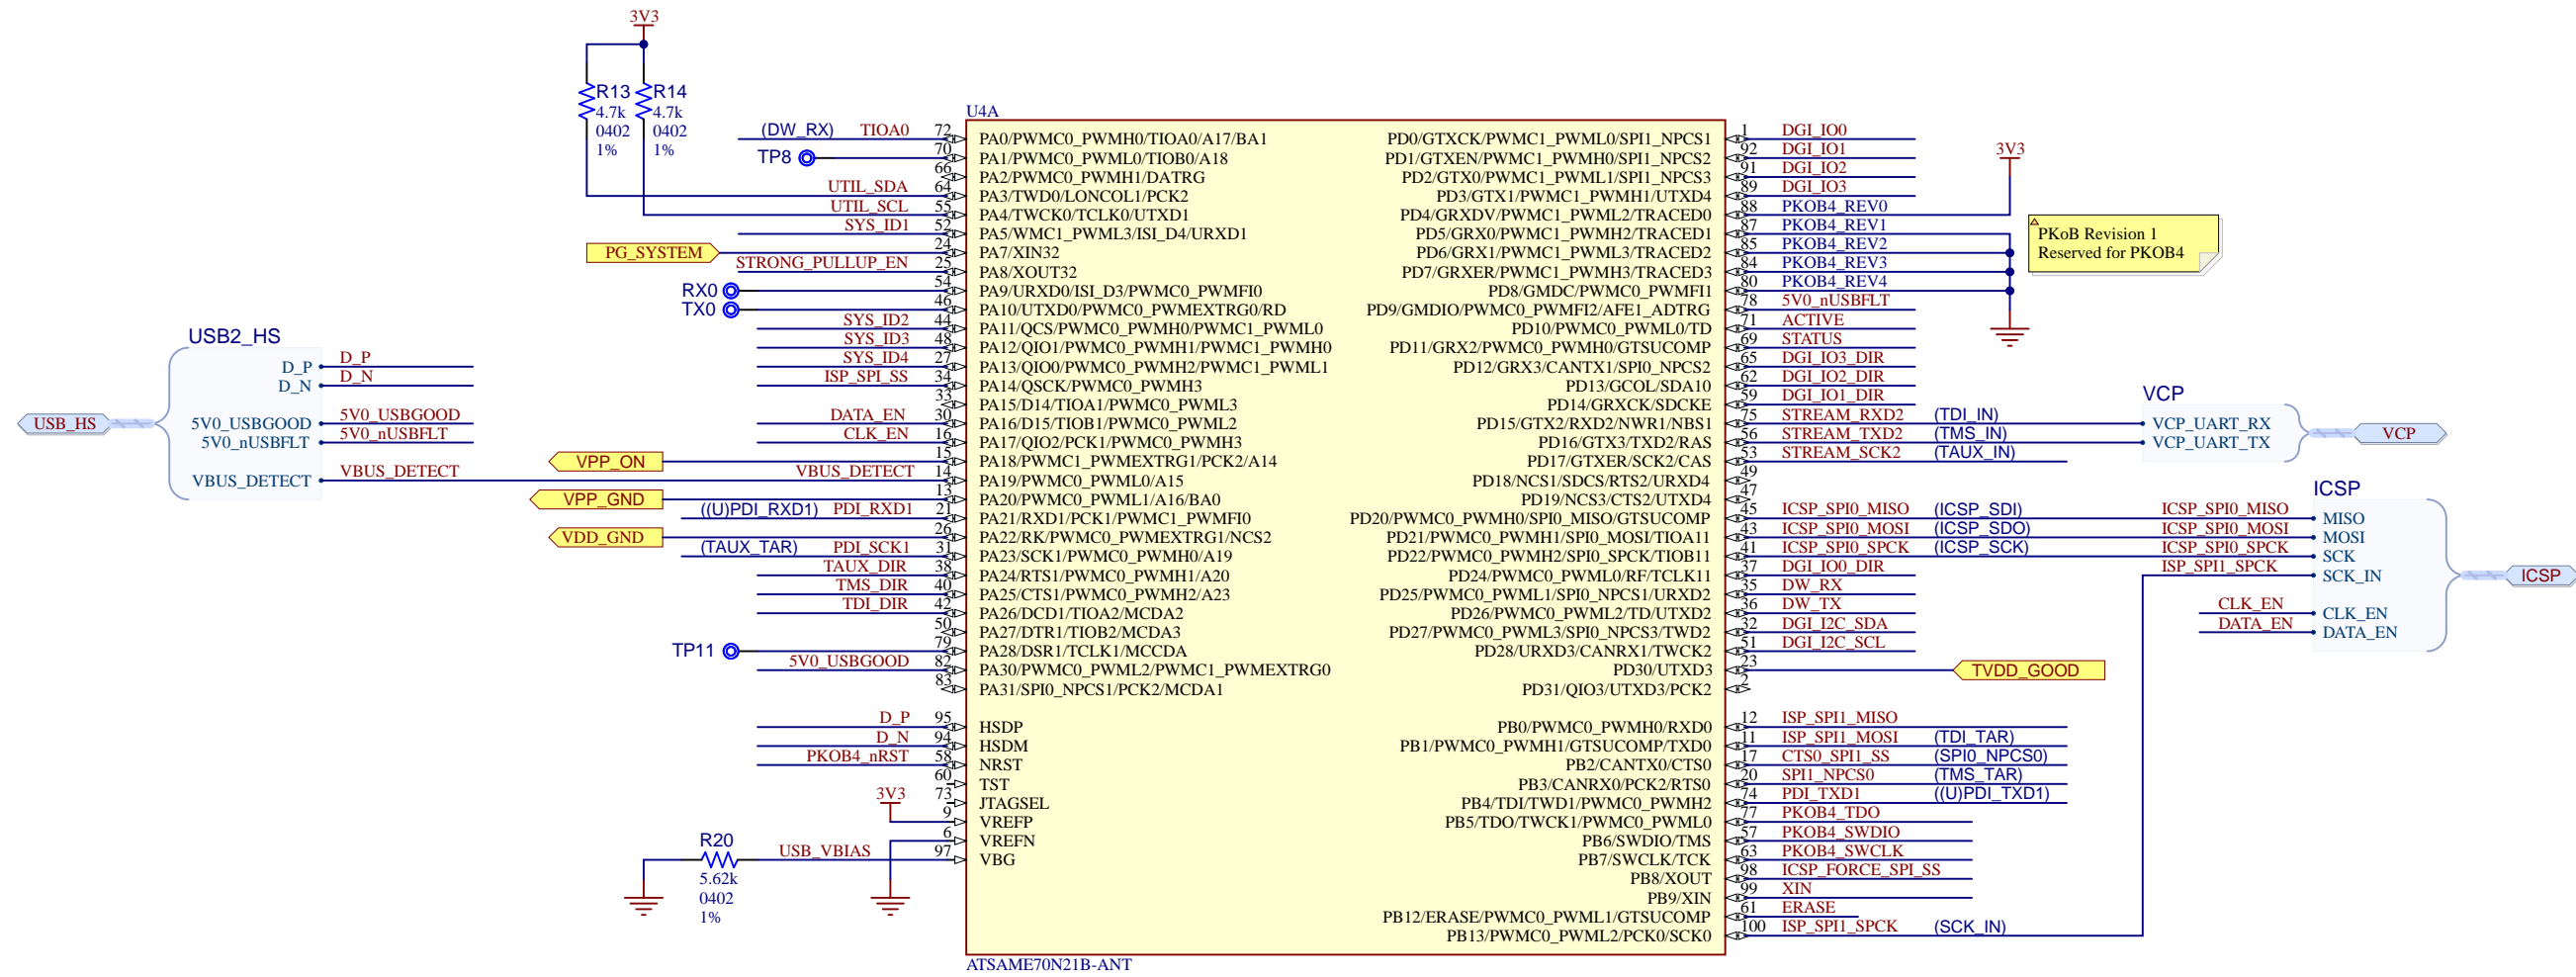 3V3
R13
4.7k
0402
1%
R14
4.7k
0402
1%
U4A
(DW_RX) TIOA0 72 PA0/PWMC0_PWMH0/TIOA0/A17/BA1
TP8 70 PA1/PWMC0_PWML0/TIOB0/A18
66 PA2/PWMC0_PWMH1/DATRG
UTIL_SDA 64 PA3/TWD0/LONCOL1/PCK2
UTIL_SCL 55 PA4/TWCK0/TCLK0/UTXD1
SYS_ID1 52 PA5/WMC1_PWML3/ISI_D4/URXD1
PG_SYSTEM 24 PA7/XIN32
STRONG_PULLUP_EN 25 PA8/XOUT32
RX0 54 PA9/URXD0/ISI_D3/PWMC0_PWMFI0
TX0 46 PA10/UTXD0/PWMC0_PWMEXTRG0/RD
SYS_ID2 44 PA11/QCS/PWMC0_PWMH0/PWMC1_PWML0
SYS_ID3 48 PA12/QIO1/PWMC0_PWMH1/PWMC1_PWMH0
SYS_ID4 27 PA13/QIO0/PWMC0_PWMH2/PWMC1_PWML1
ISP_SPI_SS 34 PA14/QSCK/PWMC0_PWMH3
33 PA15/D14/TIOA1/PWMC0_PWML3
DATA_EN 30 PA16/D15/TIOB1/PWMC0_PWML2
CLK_EN 16 PA17/QIO2/PCK1/PWMC0_PWMH3
VPP_ON 15 PA18/PWMC1_PWMEXTRG1/PCK2/A14
VBUS_DETECT 14 PA19/PWMC0_PWML0/A15
VPP_GND 13 PA20/PWMC0_PWML1/A16/BA0
((U)PDI_RXD1) PDI_RXD1 21 PA21/RXD1/PCK1/PWMC1_PWMFI0
VDD_GND 26 PA22/RK/PWMC0_PWMEXTRG1/NCS2
(TAUX_TAR) PDI_SCK1 31 PA23/SCK1/PWMC0_PWMH0/A19
TAUX_DIR 38 PA24/RTS1/PWMC0_PWMH1/A20
TMS_DIR 40 PA25/CTS1/PWMC0_PWMH2/A23
TDI_DIR 42 PA26/DCD1/TIOA2/MCDA2
50 PA27/DTR1/TIOB2/MCDA3
TP11 79 PA28/DSR1/TCLK1/MCCDA
5V0_USBGOOD 82 PA30/PWMC0_PWML2/PWMC1_PWMEXTRG0
83 PA31/SPI0_NPCS1/PCK2/MCDA1
D_P 95 HSDP
D_N 94 HSDM
PKOB4_nRST 58 NRST
60 TST
73 JTAGSEL
3V3 9 VREFP
6 VREFN
USB_VBIAS 97 VBG
R20
5.62k
0402
1%
USB2_HS
USB_HS
D_P D_P
D_N D_N
5V0_USBGOOD 5V0_USBGOOD
5V0_nUSBFLT 5V0_nUSBFLT
VBUS_DETECT VBUS_DETECT
PD0/GTXCK/PWMC1_PWML0/SPI1_NPCS1 1 DGI_IO0
PD1/GTXEN/PWMC1_PWMH0/SPI1_NPCS2 92 DGI_IO1
PD2/GTX0/PWMC1_PWML1/SPI1_NPCS3 91 DGI_IO2
PD3/GTX1/PWMC1_PWMH1/UTXD4 89 DGI_IO3
PD4/GRXDV/PWMC1_PWML2/TRACED0 88 PKOB4_REV0
PD5/GRX0/PWMC1_PWMH2/TRACED1 87 PKOB4_REV1
PD6/GRX1/PWMC1_PWML3/TRACED2 85 PKOB4_REV2
PD7/GRXER/PWMC1_PWMH3/TRACED3 84 PKOB4_REV3
PD8/GMDC/PWMC0_PWMFI1 80 PKOB4_REV4
PD9/GMDIO/PWMC0_PWMFI2/AFE1_ADTRG 78 5V0_nUSBFLT
PD10/PWMC0_PWML0/TD 71 ACTIVE
PD11/GRX2/PWMC0_PWMH0/GTSUCOMP 69 STATUS
PD12/GRX3/CANTX1/SPI0_NPCS2 65 DGI_IO3_DIR
PD13/GCOL/SDA10 62 DGI_IO2_DIR
PD14/GRXCK/SDCKE 59 DGI_IO1_DIR
PD15/GTX2/RXD2/NWR1/NBS1 75 STREAM_RXD2 (TDI_IN)
PD16/GTX3/TXD2/RAS 56 STREAM_TXD2 (TMS_IN)
PD17/GTXER/SCK2/CAS 53 STREAM_SCK2 (TAUX_IN)
PD18/NCS1/SDCS/RTS2/URXD4 49
PD19/NCS3/CTS2/UTXD4 47
PD20/PWMC0_PWMH0/SPI0_MISO/GTSUCOMP 45 ICSP_SPI0_MISO (ICSP_SDI) ICSP_SPI0_MISO
PD21/PWMC0_PWMH1/SPI0_MOSI/TIOA11 43 ICSP_SPI0_MOSI (ICSP_SDO) ICSP_SPI0_MOSI
PD22/PWMC0_PWMH2/SPI0_SPCK/TIOB11 41 ICSP_SPI0_SPCK (ICSP_SCK) ICSP_SPI0_SPCK
PD24/PWMC0_PWML0/RF/TCLK11 37 DGI_IO0_DIR ISP_SPI1_SPCK
PD25/PWMC0_PWML1/SPI0_NPCS1/URXD2 35 DW_RX
PD26/PWMC0_PWML2/TD/UTXD2 36 DW_TX
PD27/PWMC0_PWML3/SPI0_NPCS3/TWD2 32 DGI_I2C_SDA
PD28/URXD3/CANRX1/TWCK2 51 DGI_I2C_SCL
PD30/UTXD3 23 TVDD_GOOD
PD31/QIO3/UTXD3/PCK2 2
PB0/PWMC0_PWMH0/RXD0 12 ISP_SPI1_MISO
PB1/PWMC0_PWMH1/GTSUCOMP/TXD0 11 ISP_SPI1_MOSI (TDI_TAR)
PB2/CANTX0/CTS0 17 CTS0_SPI1_SS (SPI0_NPCS0)
PB3/CANRX0/PCK2/RTS0 20 SPI1_NPCS0 (TMS_TAR)
PB4/TDI/TWD1/PWMC0_PWMH2 74 PDI_TXD1 ((U)PDI_TXD1)
PB5/TDO/TWCK1/PWMC0_PWML0 77 PKOB4_TDO
PB6/SWDIO/TMS 57 PKOB4_SWDIO
PB7/SWCLK/TCK 63 PKOB4_SWCLK
PB8/XOUT 98 ICSP_FORCE_SPI_SS
PB9/XIN 99 XIN
PB12/ERASE/PWMC0_PWML1/GTSUCOMP 61 ERASE
PB13/PWMC0_PWML2/PCK0/SCK0 100 ISP_SPI1_SPCK (SCK_IN)
ATSAME70N21B-ANT
3V3
PKoB Revision 1
Reserved for PKOB4
VCP
VCP_UART_RX
VCP_UART_TX
VCP
ICSP
MISO
MOSI
SCK
SCK_IN
CLK_EN CLK_EN
DATA_EN DATA_EN
ICSP